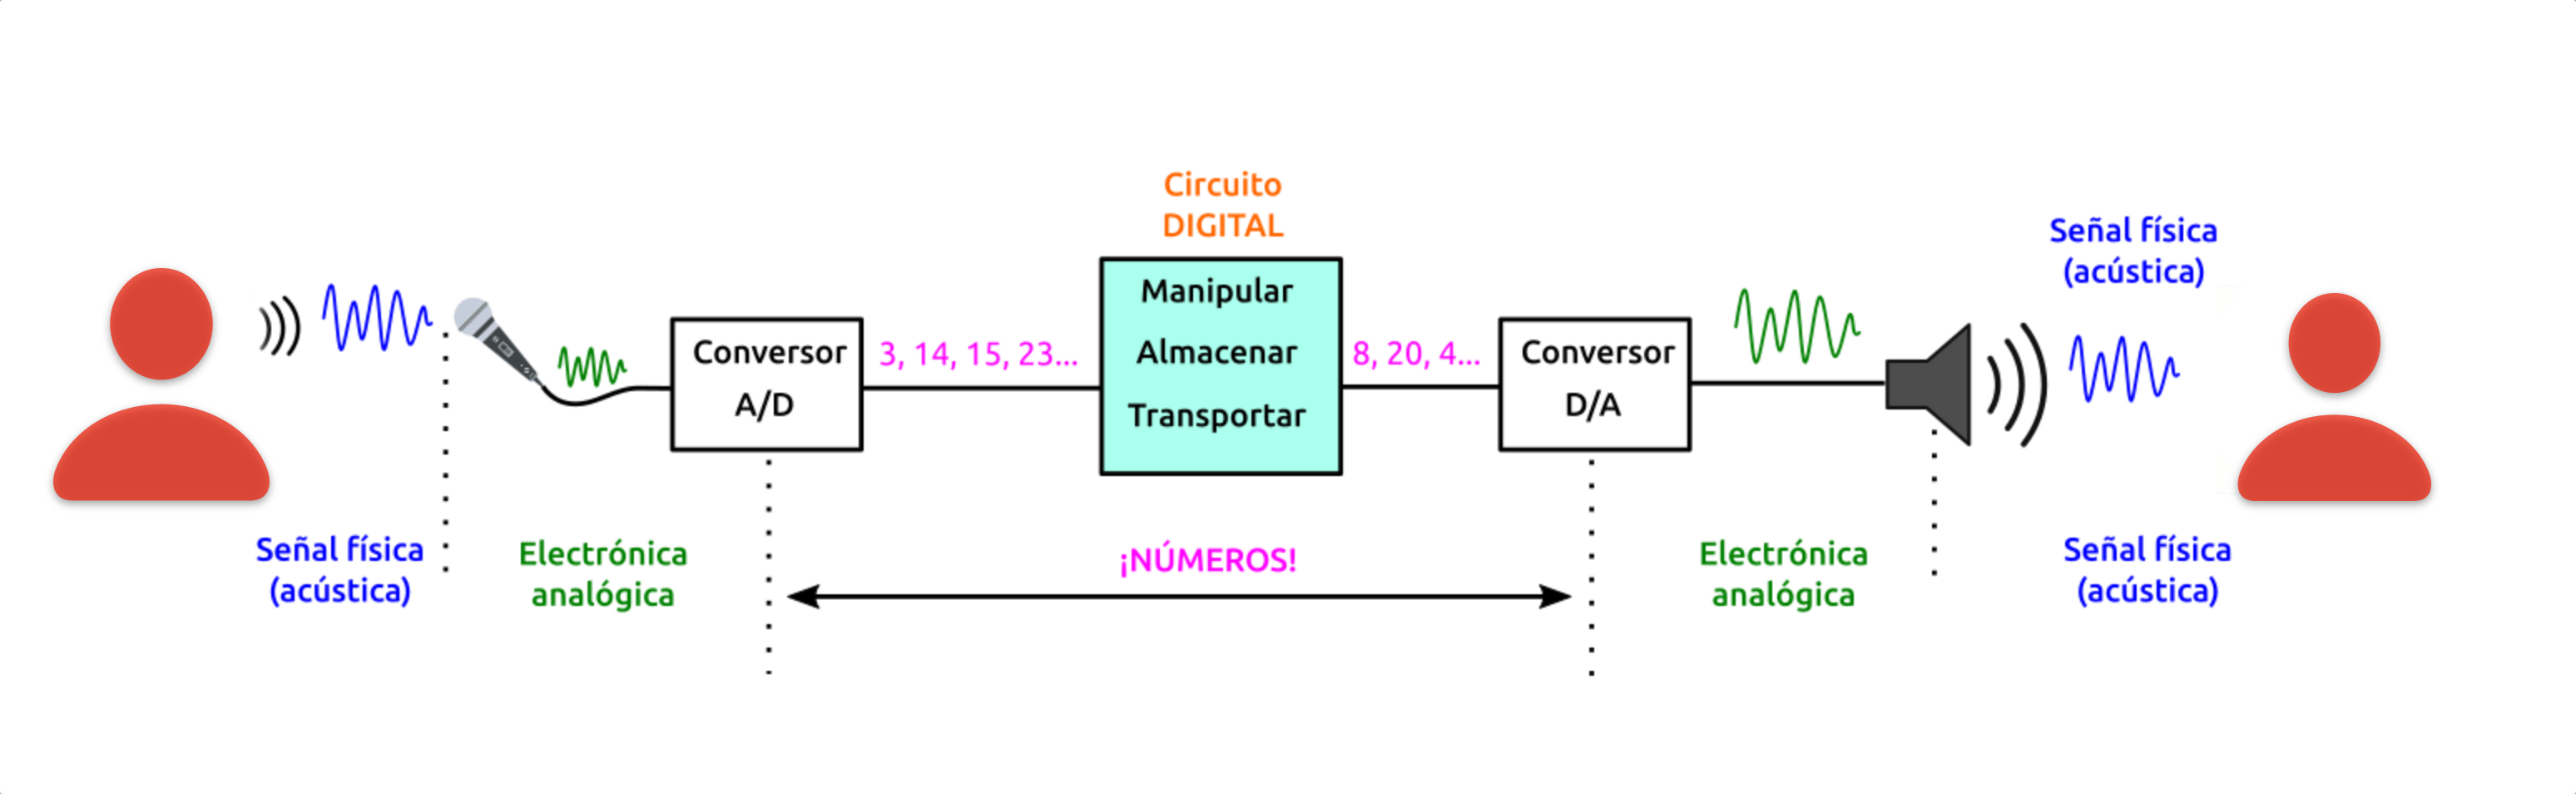 Circuito
DIGITAL
Señal física
(acústica)
Manipular
Almacenar
Transportar
Conversor
A/D
3, 14, 15, 23...
8, 20, 4...
Conversor
D/A
Señal física
(acústica)
Electrónica
analógica
¡NÚMEROS!
Electrónica
analógica
Señal física
(acústica)